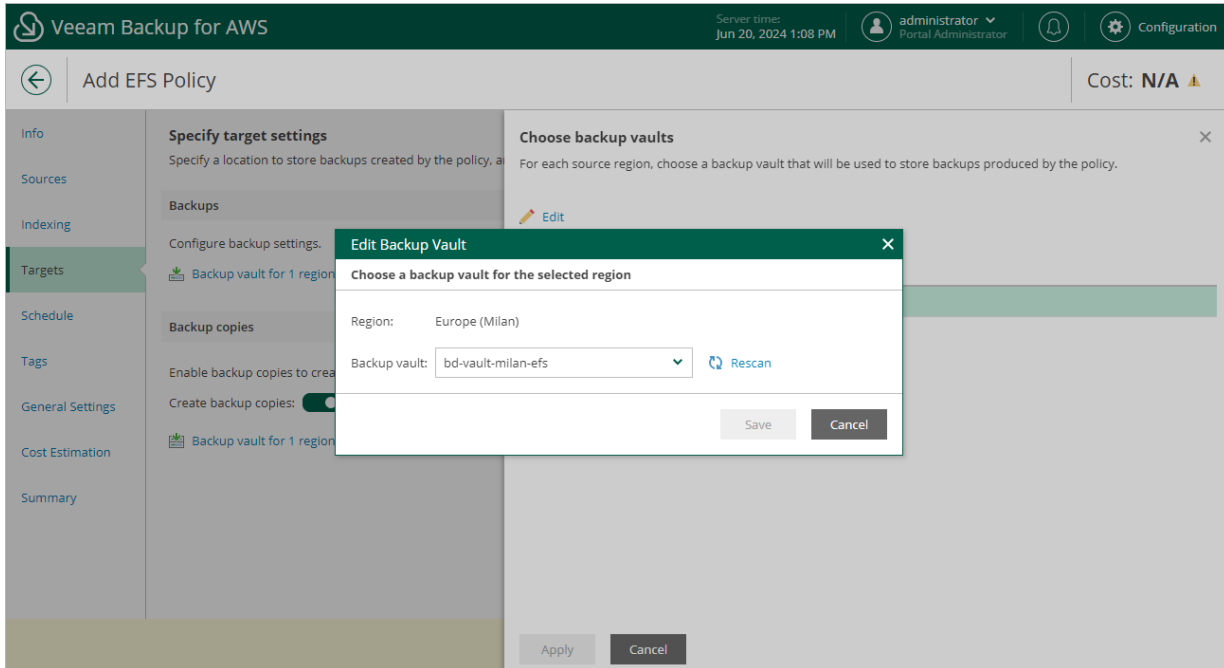 Veeam Backup for AWS
Server time:
Jun 20, 2024 1:08 PM
administrator
Portal Administrator
Configuration
Add EFS Policy
Cost: N/A
Info
Sources
Indexing
Targets
Schedule
Tags
General Settings
Cost Estimation
Summary
Specify target settings
Specify a location to store backups created by the policy,
Backups
Configure backup settings.
Backup vault for 1 region
Backup copies
Enable backup copies to
Create backup copies:
Backup vault for 1 region
Choose backup vaults
For each source region, choose a backup vault that will be used to store backups produced by the policy.
Edit
Edit Backup Vault
Choose a backup vault for the selected region
Region: Europe (Milan)
Backup vault: bd-vault-milan-efs
Rescan
Save
Cancel
Apply
Cancel